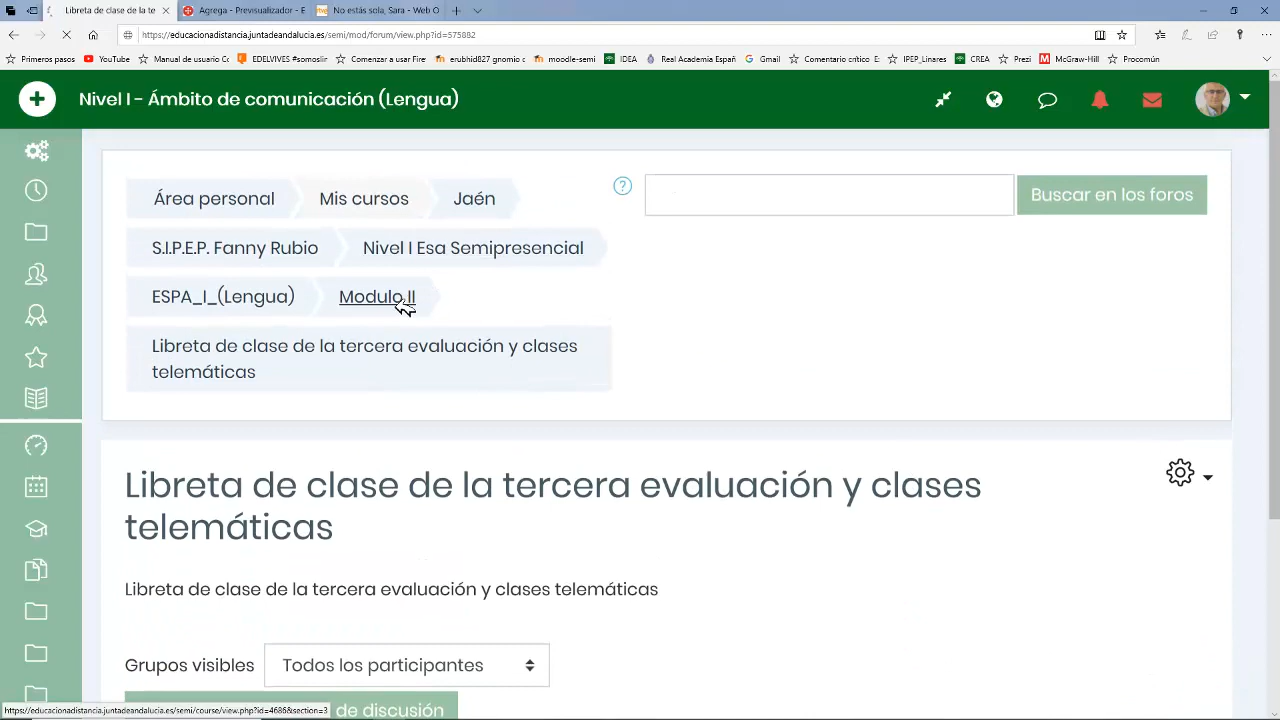 Libreta de clase de la te
Agrega - Previsualizador - E
No estás sola, Sara - Web O
https://educacionadistancia.juntadeandalucia.es/semi/mod/forum/view.php?id=575882
Primeros pasos
YouTube
Manual de usuario Co
EDELVIVES #somoslir
Comenzar a usar Fire
erubhid827 gnomic o
moodle-semi
IDEA
Real Academia Españ
Gmail
Comentario crítico E
IPEP_Linares
CREA
Prezi
McGraw-Hill
Procomún
Nivel I - Ámbito de comunicación (Lengua)
Área personal
Mis cursos
Jaén
Buscar en los foros
S.I.P.E.P. Fanny Rubio
Nivel I Esa Semipresencial
ESPA_I_(Lengua)
Modulo II
Libreta de clase de la tercera evaluación y clases
telemáticas
Libreta de clase de la tercera evaluación y clases
telemáticas
Libreta de clase de la tercera evaluación y clases telemáticas
Grupos visibles
Todos los participantes
de discusión
https://educacionadistancia.juntadeandalucia.es/semi/course/view.php?id=4686&section=3